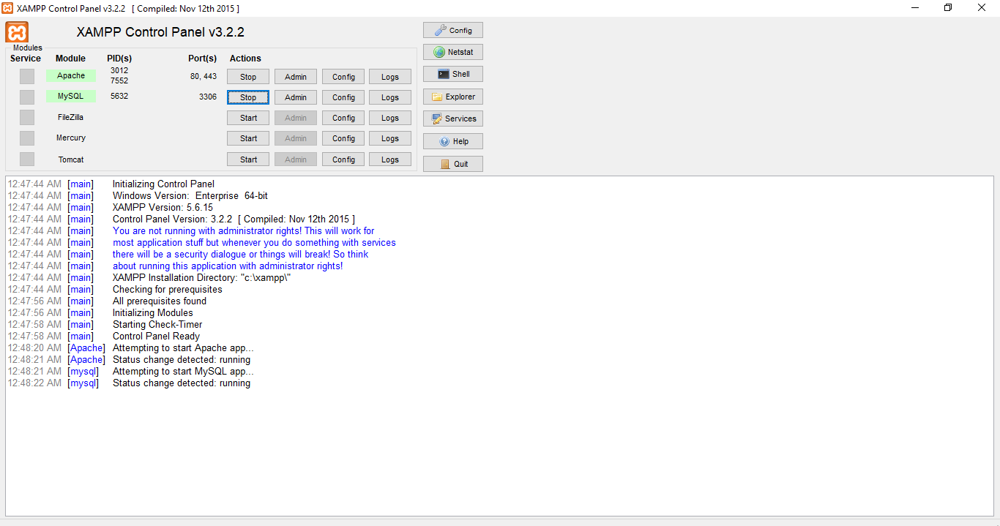 XAMPP Control Panel v3.2.2 [ Compiled: Nov 12th 2015 ]
XAMPP Control Panel v3.2.2
Config
Modules
Service Module PID(s) Port(s) Actions
Netstat
Apache 3012 7552 80, 443 Stop Admin Config Logs
Shell
MySQL 5632 3306 Stop Admin Config Logs
Explorer
FileZilla Start Admin Config Logs
Services
Mercury Start Admin Config Logs
Help
Tomcat Start Admin Config Logs
Quit
12:47:44 AM [main] Initializing Control Panel
12:47:44 AM [main] Windows Version: Enterprise 64-bit
12:47:44 AM [main] XAMPP Version: 5.6.15
12:47:44 AM [main] Control Panel Version: 3.2.2 [ Compiled: Nov 12th 2015 ]
12:47:44 AM [main] You are not running with administrator rights! This will work for
12:47:44 AM [main] most application stuff but whenever you do something with services
12:47:44 AM [main] there will be a security dialogue or things will break! So think
12:47:44 AM [main] about running this application with administrator rights!
12:47:44 AM [main] XAMPP Installation Directory: "c:\xampp\"
12:47:44 AM [main] Checking for prerequisites
12:47:56 AM [main] All prerequisites found
12:47:56 AM [main] Initializing Modules
12:47:58 AM [main] Starting Check-Timer
12:47:58 AM [main] Control Panel Ready
12:48:20 AM [Apache] Attempting to start Apache app...
12:48:21 AM [Apache] Status change detected: running
12:48:21 AM [mysql] Attempting to start MySQL app...
12:48:22 AM [mysql] Status change detected: running